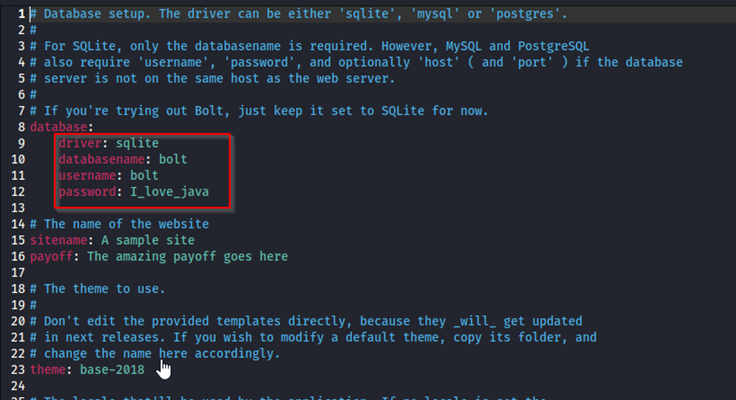 1 # Database setup. The driver can be either 'sqlite', 'mysql' or 'postgres'.
2 #
3 # For SQLite, only the databasename is required. However, MySQL and PostgreSQL
4 # also require 'username', 'password', and optionally 'host' ( and 'port' ) if the database
5 # server is not on the same host as the web server.
6 #
7 # If you're trying out Bolt, just keep it set to SQLite for now.
8 database:
9 driver: sqlite
10 databasename: bolt
11 username: bolt
12 password: I_love_java
13
14 # The name of the website
15 sitename: A sample site
16 payoff: The amazing payoff goes here
17
18 # The theme to use.
19 #
20 # Don't edit the provided templates directly, because they _will_ get updated
21 # in next releases. If you wish to modify a default theme, copy its folder, and
22 # change the name here accordingly.
23 theme: base-2018
24